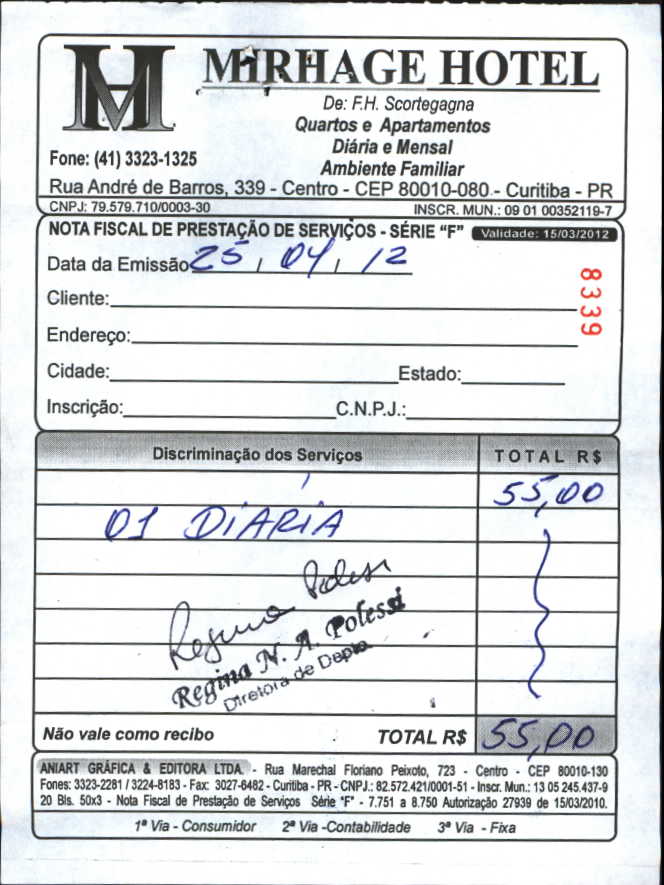 H
MIRHAGE HOTEL
De: F.H. Scortegagna
Quartos e Apartamentos
Diária e Mensal
Ambiente Familiar
Fone: (41) 3323-1325
Rua André de Barros, 339 - Centro - CEP 80010-080 - Curitiba - PR
CNPJ: 79.579.710/0003-30 INSCR. MUN.: 09 01 00352119-7
NOTA FISCAL DE PRESTAÇÃO DE SERVIÇOS - SÉRIE "F" Validade: 15/03/2012
Data da Emissão 25, 04, 12
8339
Cliente:
Endereço:
Cidade: Estado:
Inscrição: C.N.P.J.:
Discriminação dos Serviços TOTAL R$
55,00
01 DiARiA
Regina Polessi
Regina N. A. Polessi
Diretora de Depto
Não vale como recibo TOTAL R$ 55,00
ANIART GRÁFICA & EDITORA LTDA. - Rua Marechal Floriano Peixoto, 723 - Centro - CEP 80010-130
Fones: 3323-2281 / 3224-8183 - Fax: 3027-6482 - Curitiba - PR - CNPJ.: 82.572.421/0001-51 - Inscr. Mun.: 13 05 245.437-9
20 Bls. 50x3 - Nota Fiscal de Prestação de Serviços Série "F" - 7.751 a 8.750 Autorização 27939 de 15/03/2010.
1ª Via - Consumidor 2ª Via -Contabilidade 3ª Via - Fixa